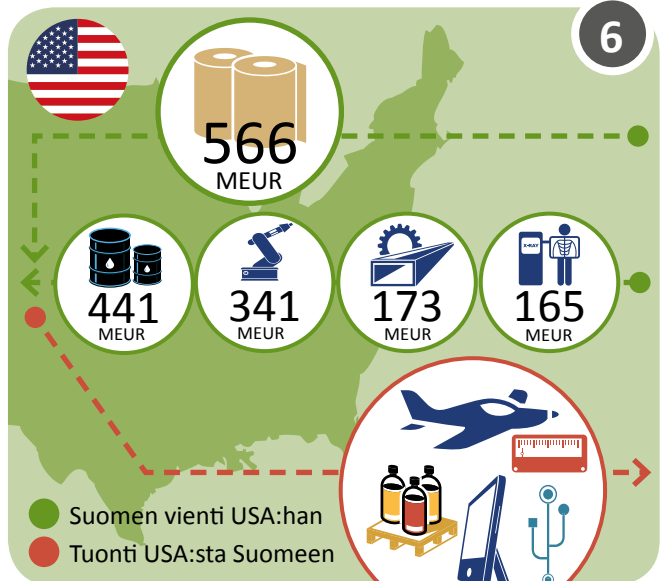 6
566
MEUR
441
MEUR
341
MEUR
173
MEUR
X-RAY
165
MEUR
Suomen vienti USA:han
Tuonti USA:sta Suomeen